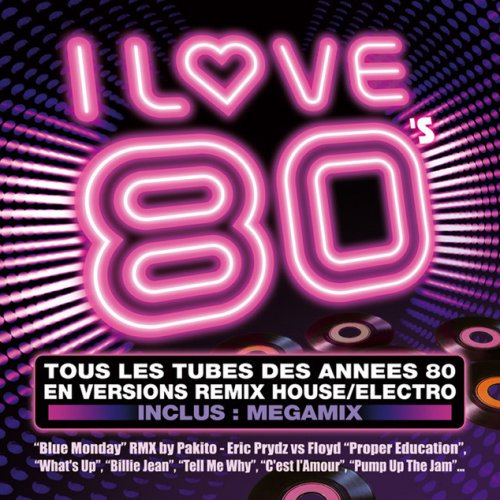 I L♥VE
80's
TOUS LES TUBES DES ANNEES 80
EN VERSIONS REMIX HOUSE/ELECTRO
INCLUS : MEGAMIX
“Blue Monday” RMX by Pakito - Eric Prydz vs Floyd “Proper Education”,
“What's Up”, “Billie Jean”, “Tell Me Why”, “C'est l'Amour”, “Pump Up The Jam”...